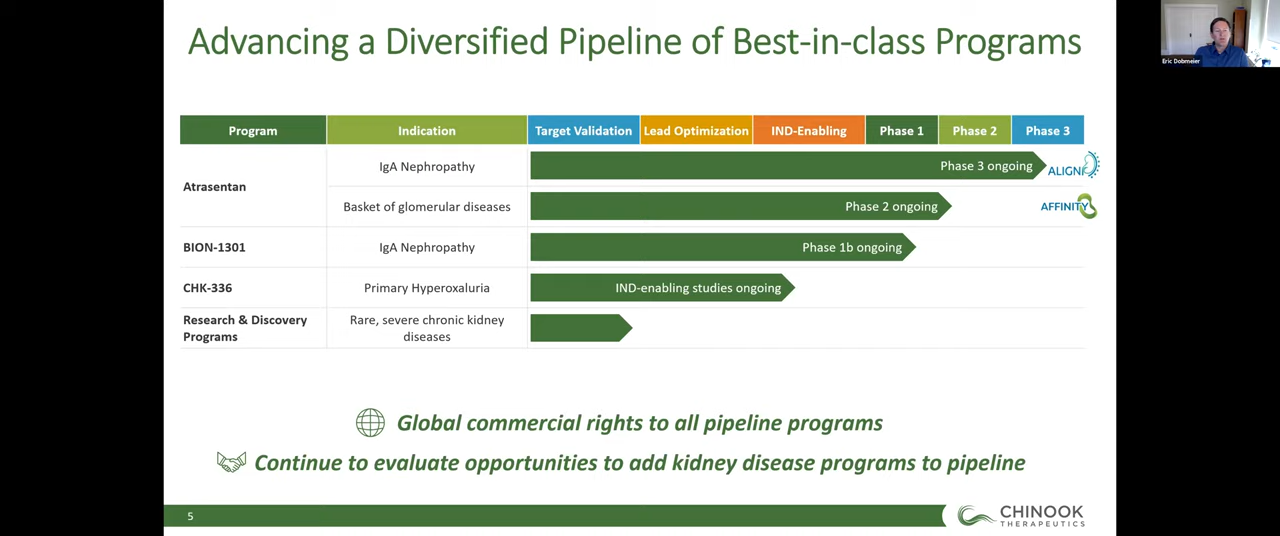 Advancing a Diversified Pipeline of Best-in-class Programs
Eric Dobmeier
Program Indication Target Validation Lead Optimization IND-Enabling Phase 1 Phase 2 Phase 3
Atrasentan
IgA Nephropathy
Phase 3 ongoing
ALIGN
Basket of glomerular diseases
Phase 2 ongoing
AFFINITY
BION-1301
IgA Nephropathy
Phase 1b ongoing
CHK-336
Primary Hyperoxaluria
IND-enabling studies ongoing
Research & Discovery
Programs
Rare, severe chronic kidney
diseases
Global commercial rights to all pipeline programs
Continue to evaluate opportunities to add kidney disease programs to pipeline
5
CHINOOK
THERAPEUTICS